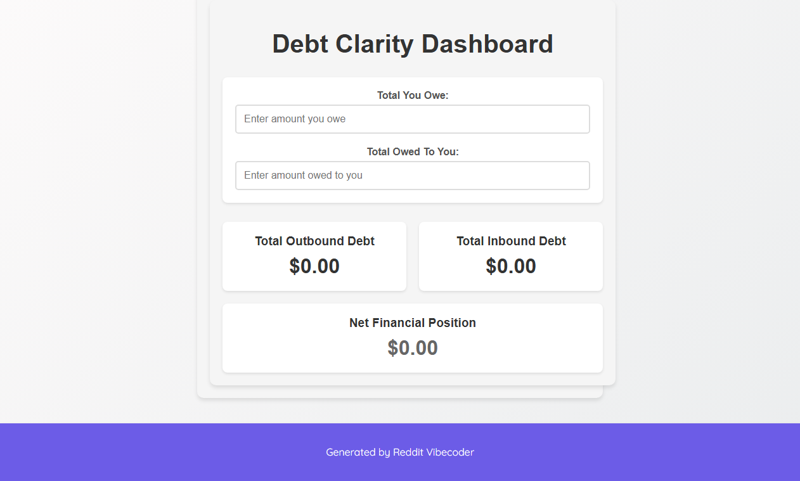 Debt Clarity Dashboard
Total You Owe:
Enter amount you owe
Total Owed To You:
Enter amount owed to you
Total Outbound Debt
$0.00
Total Inbound Debt
$0.00
Net Financial Position
$0.00
Generated by Reddit Vibecoder